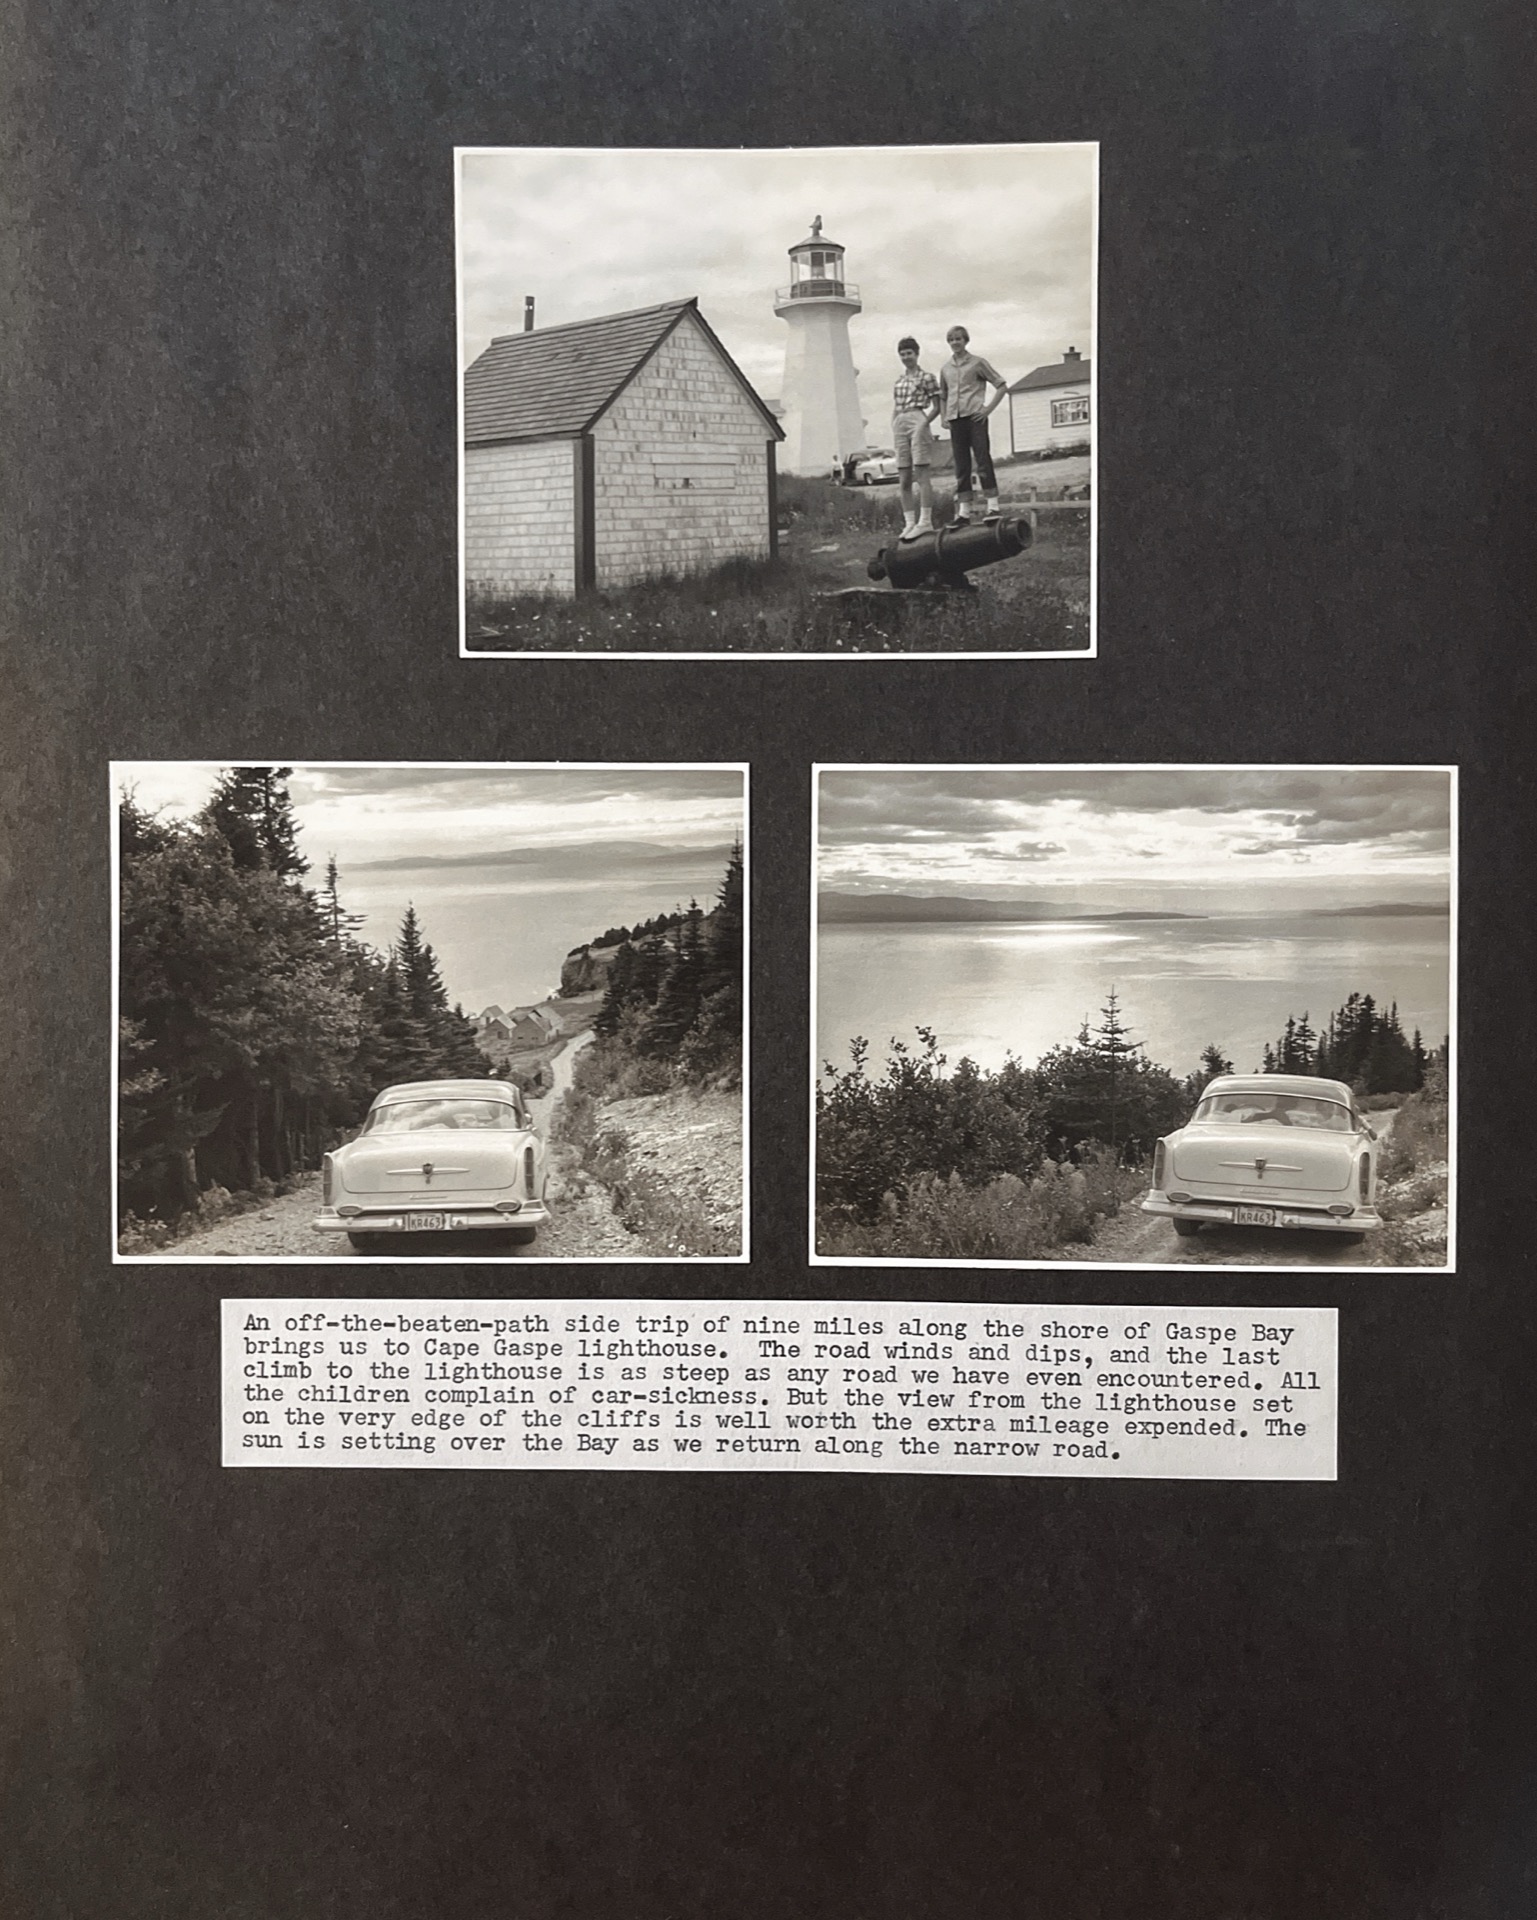 KR463
KR463
An off-the-beaten-path side trip of nine miles along the shore of Gaspe Bay
brings us to Cape Gaspe lighthouse.  The road winds and dips, and the last
climb to the lighthouse is as steep as any road we have even encountered. All
the children complain of car-sickness. But the view from the lighthouse set
on the very edge of the cliffs is well worth the extra mileage expended. The
sun is setting over the Bay as we return along the narrow road.